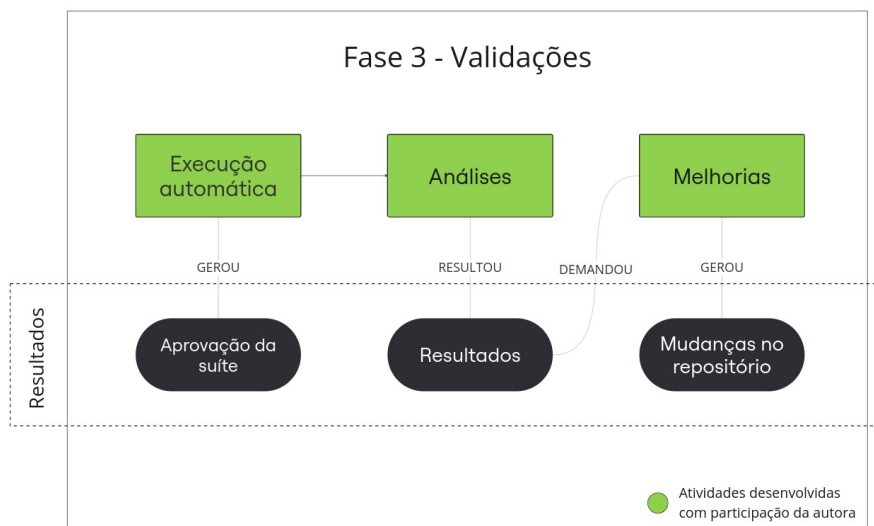 Fase 3 - Validações
Execução
automática
Análises
Melhorias
GEROU
RESULTOU
DEMANDOU
GEROU
Resultados
Aprovação da
suíte
Resultados
Mudanças no
repositório
Atividades desenvolvidas
com participação da autora